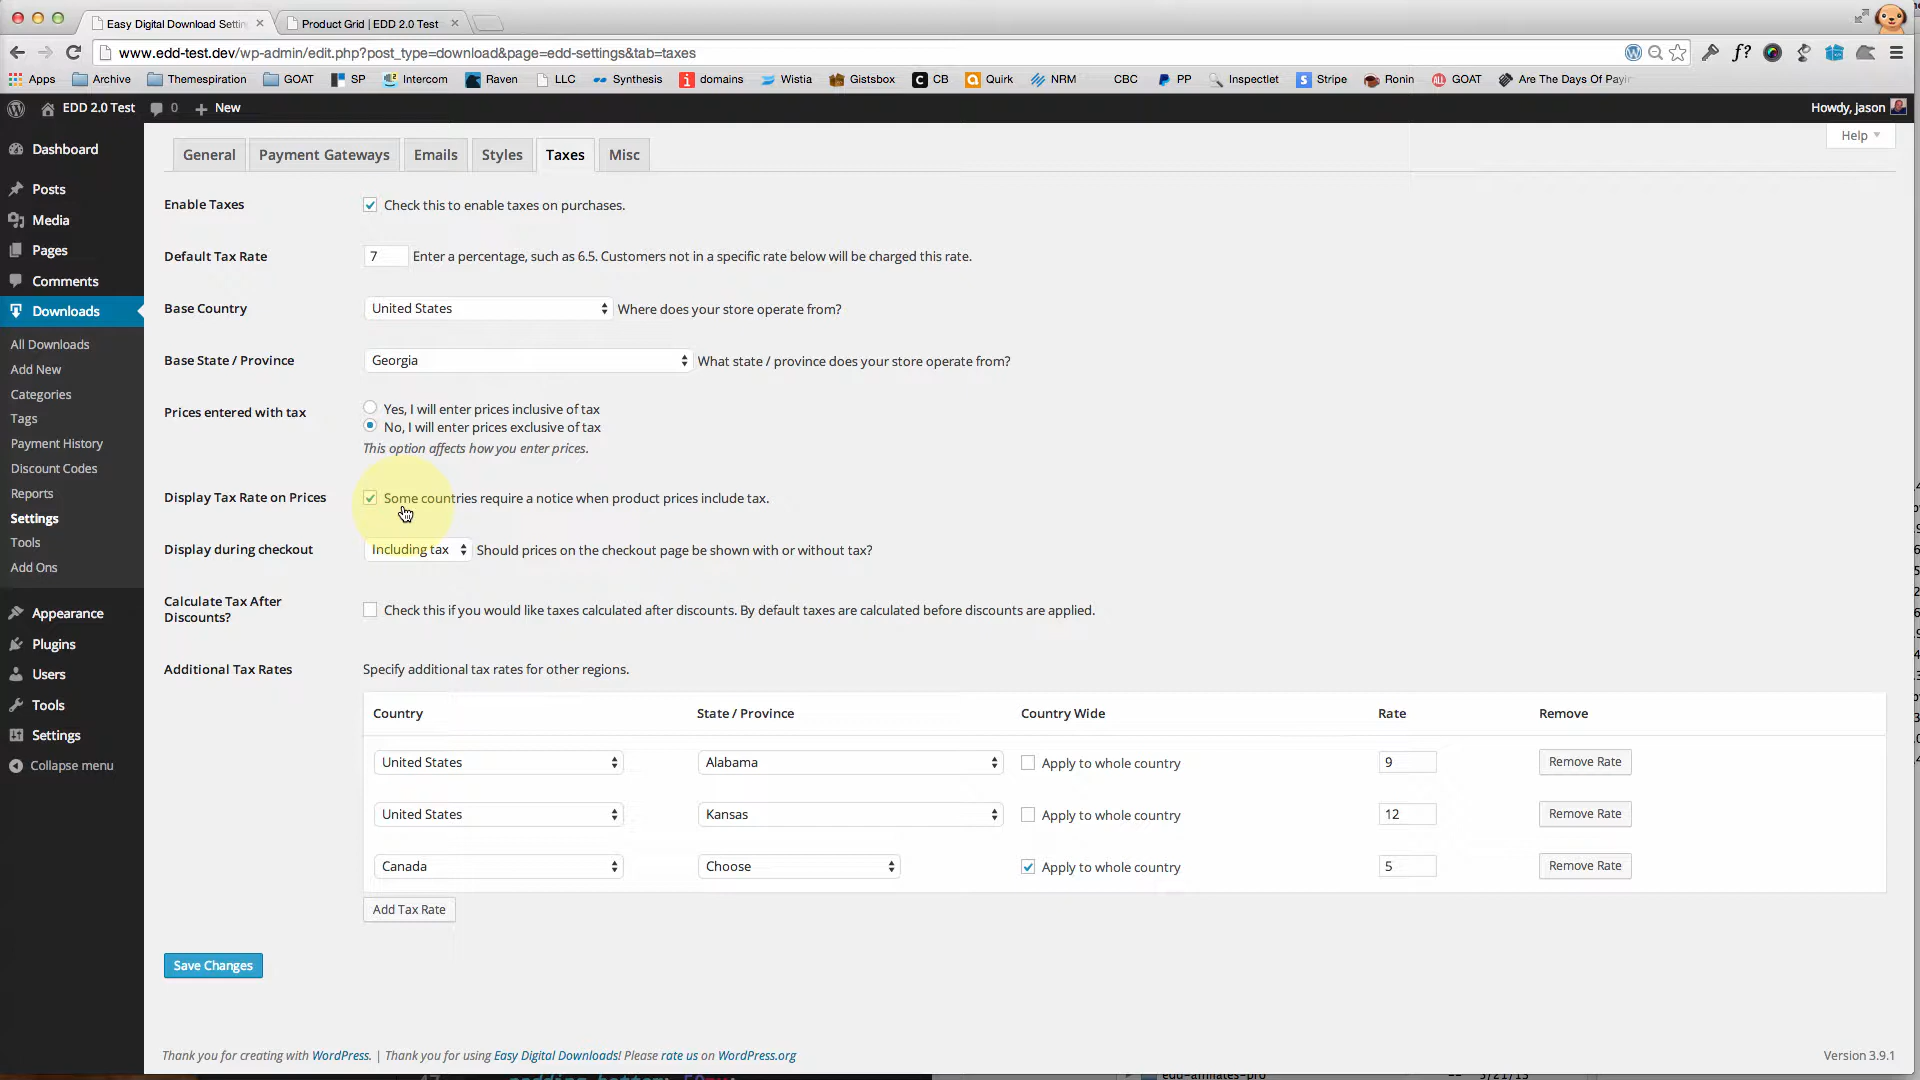 Easy Digital Download Settin
Product Grid | EDD 2.0 Test
www.edd-test.dev/wp-admin/edit.php?post_type=download&page=edd-settings&tab=taxes
f?
Apps Archive Themespiration GOAT SP Intercom Raven LLC Synthesis domains Wistia Gistsbox CB Quirk NRM CBC PP Inspectlet Stripe Ronin GOAT Are The Days Of Payin
EDD 2.0 Test 0 New Howdy, jason
Help
General Payment Gateways Emails Styles Taxes Misc
Dashboard
Posts
Media
Pages
Comments
Downloads
All Downloads
Add New
Categories
Tags
Payment History
Discount Codes
Reports
Settings
Tools
Add Ons
Appearance
Plugins
Users
Tools
Settings
Collapse menu
Enable Taxes Check this to enable taxes on purchases.
Default Tax Rate 7 Enter a percentage, such as 6.5. Customers not in a specific rate below will be charged this rate.
Base Country United States Where does your store operate from?
Base State / Province Georgia What state / province does your store operate from?
Prices entered with tax Yes, I will enter prices inclusive of tax
No, I will enter prices exclusive of tax
This option affects how you enter prices.
Display Tax Rate on Prices Some countries require a notice when product prices include tax.
Display during checkout Including tax Should prices on the checkout page be shown with or without tax?
Calculate Tax After
Discounts? Check this if you would like taxes calculated after discounts. By default taxes are calculated before discounts are applied.
Additional Tax Rates Specify additional tax rates for other regions.
Country State / Province Country Wide Rate Remove
United States Alabama Apply to whole country 9 Remove Rate
United States Kansas Apply to whole country 12 Remove Rate
Canada Choose Apply to whole country 5 Remove Rate
Add Tax Rate
Save Changes
Thank you for creating with WordPress. | Thank you for using Easy Digital Downloads! Please rate us on WordPress.org Version 3.9.1